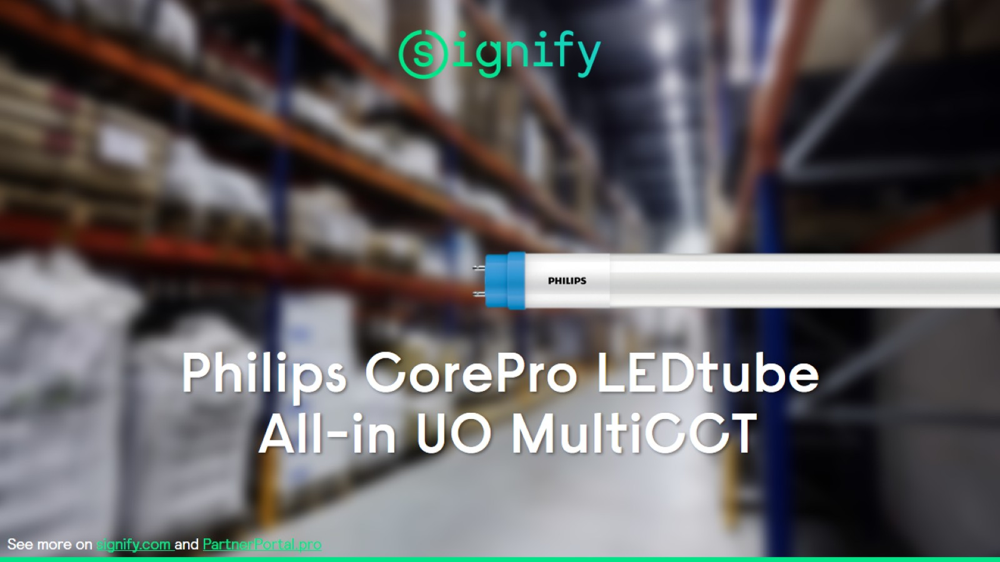 signify
PHILIPS
Philips CorePro LEDtube
All-in UO MultiCCT
See more on signify.com and PartnerPortal.pro